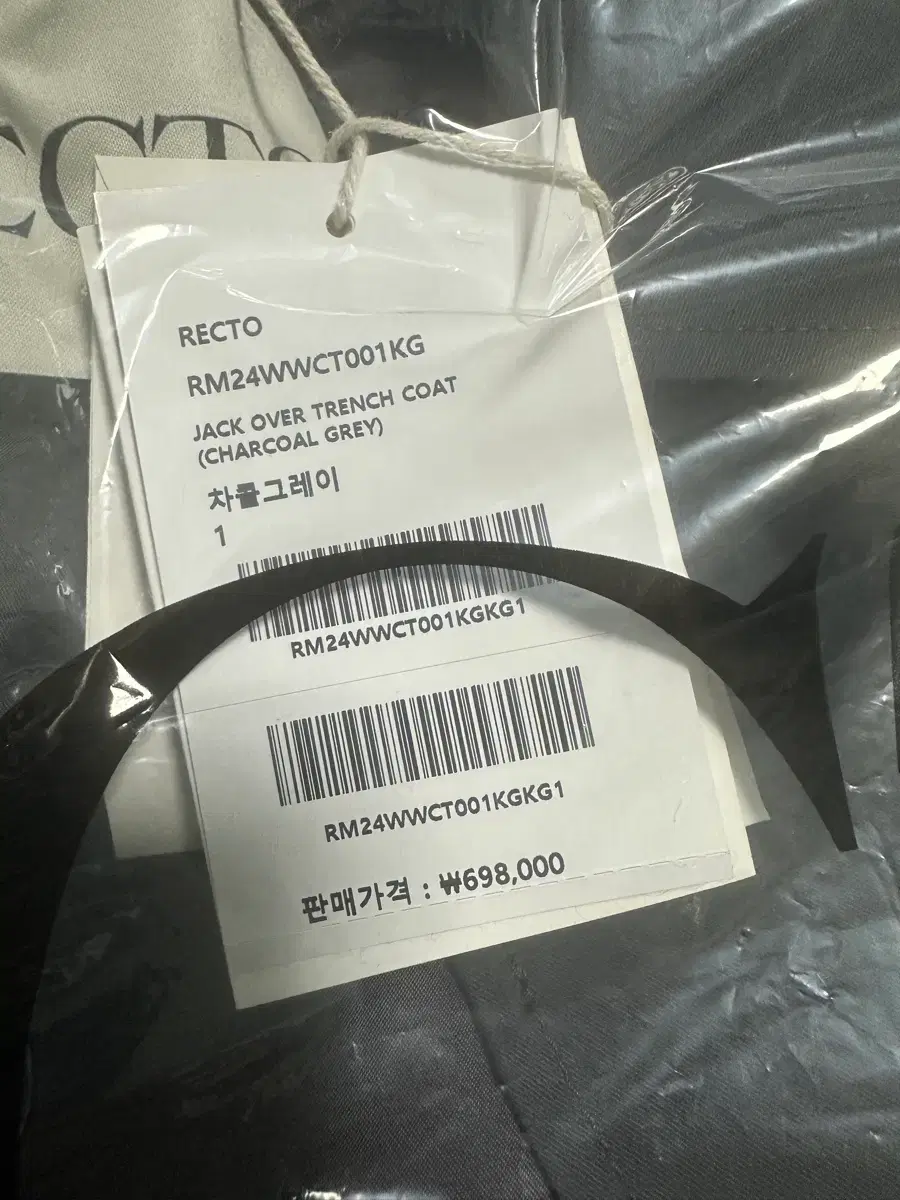 RECTO
RM24WWCT001KG
JACK OVER TRENCH COAT
(CHARCOAL GREY)
차콜그레이
1
RM24WWCT001KGKG1
RM24WWCT001KGKG1
판매가격 : ₩698,000